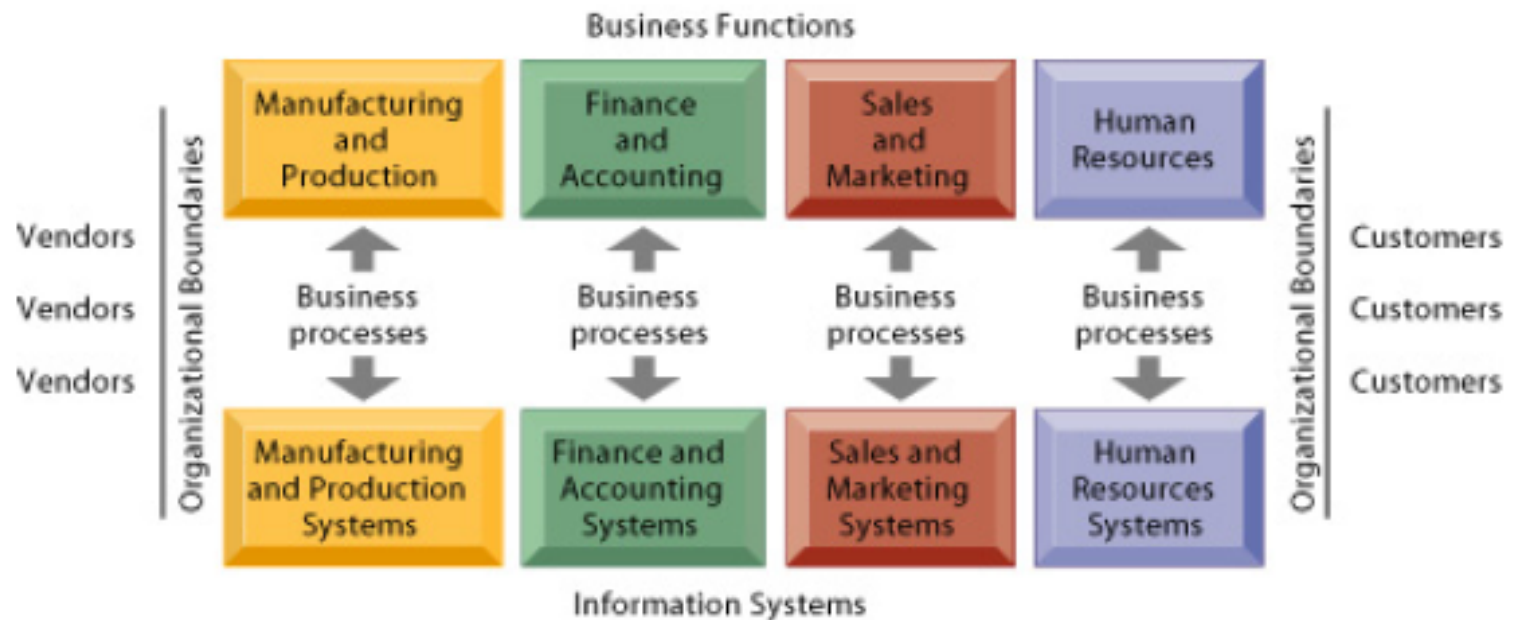 Business Functions
Manufacturing
and
Production
Finance
and
Accounting
Sales
and
Marketing
Human
Resources
Vendors
Vendors
Vendors
Organizational Boundaries
Business
processes
Business
processes
Business
processes
Business
processes
Organizational Boundaries
Customers
Customers
Customers
Manufacturing
and Production
Systems
Finance and
Accounting
Systems
Sales and
Marketing
Systems
Human
Resources
Systems
Information Systems